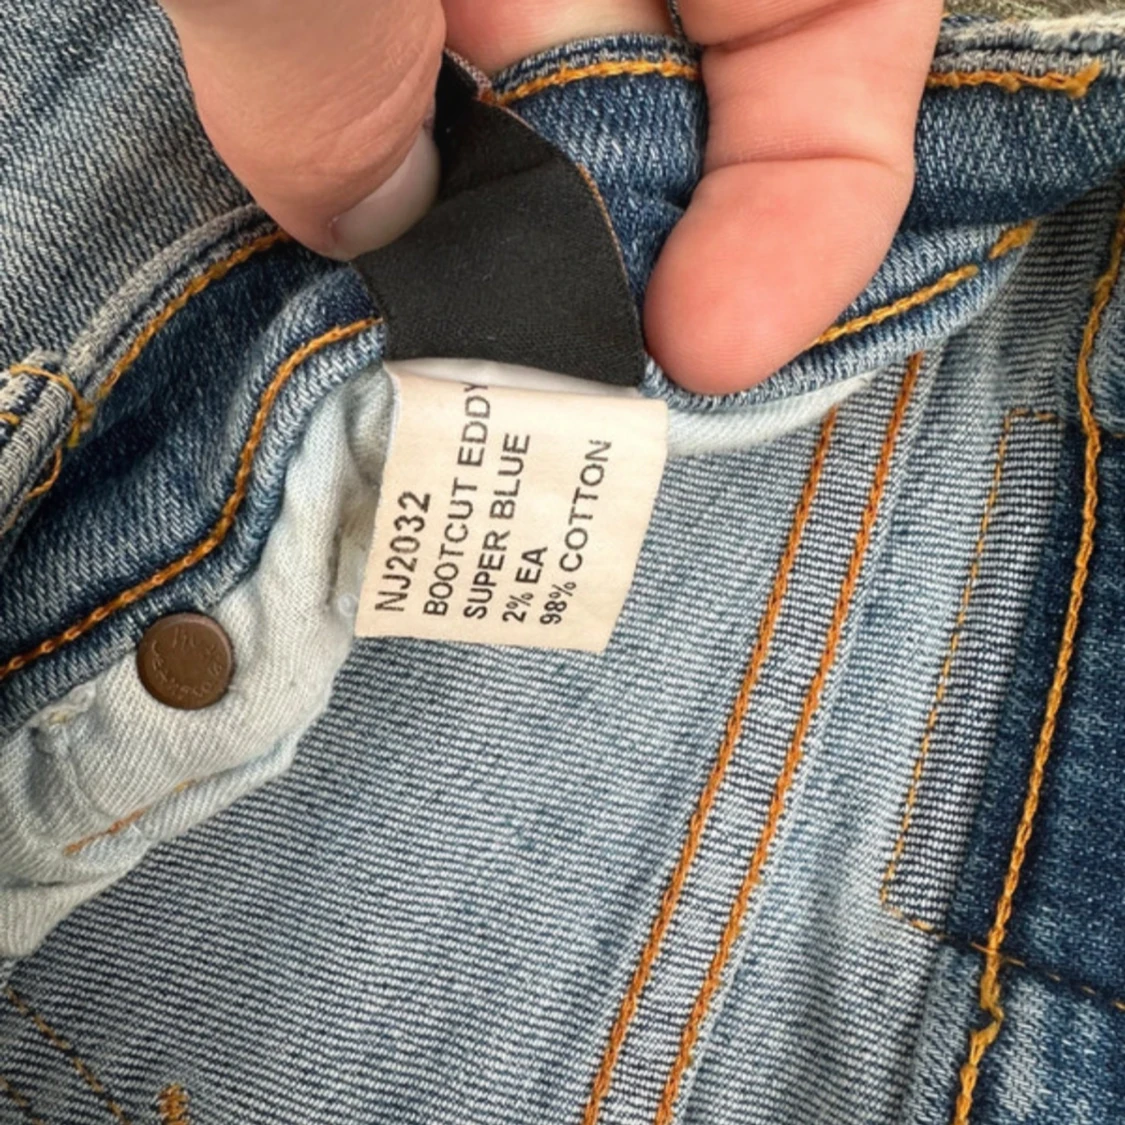 NJ2032
BOOTCUT EDDY
SUPER BLUE
2% EA
98% COTTON